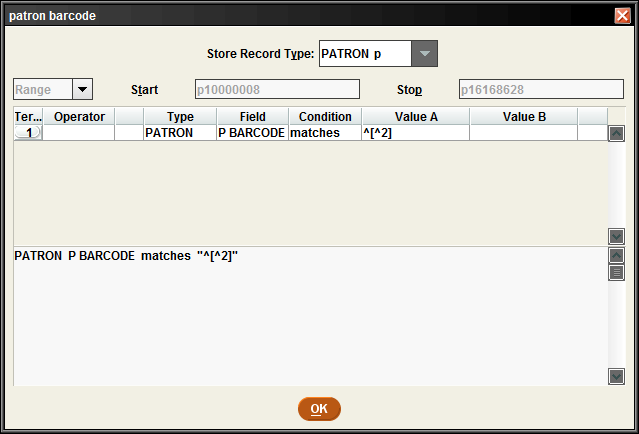 patron barcode
Store Record Type: PATRON p
Range Start p10000008 Stop p16168628
Ter... Operator Type Field Condition Value A Value B
1 PATRON P BARCODE matches ^[^2]
PATRON P BARCODE matches "^[^2]"
OK